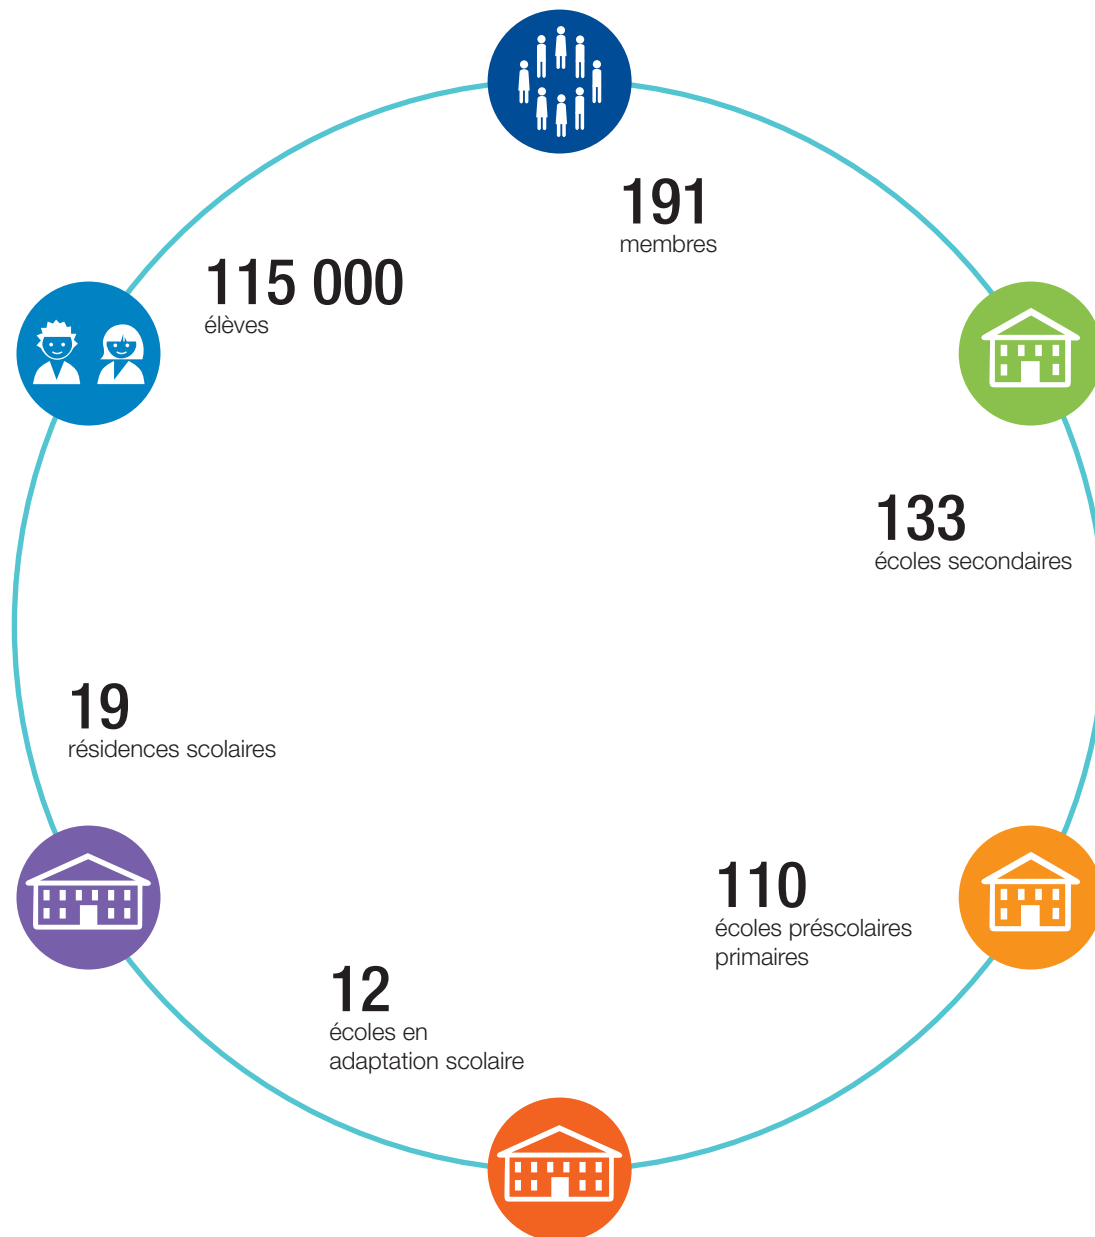 191
membres
115 000
élèves
133
écoles secondaires
19
résidences scolaires
110
écoles préscolaires
primaires
12
écoles en
adaptation scolaire